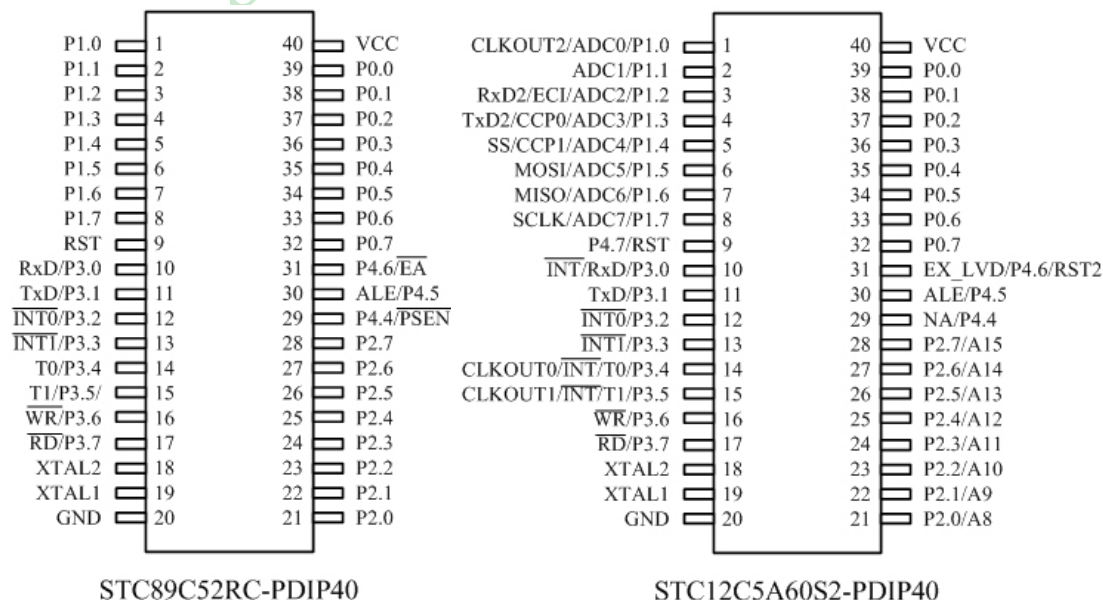 P1.0 1 40 VCC
P1.1 2 39 P0.0
P1.2 3 38 P0.1
P1.3 4 37 P0.2
P1.4 5 36 P0.3
P1.5 6 35 P0.4
P1.6 7 34 P0.5
P1.7 8 33 P0.6
RST 9 32 P0.7
RxD/P3.0 10 31 P4.6/E̅A̅
TxD/P3.1 11 30 ALE/P4.5
I̅N̅T̅0̅/P3.2 12 29 P4.4/P̅S̅E̅N̅
I̅N̅T̅1̅/P3.3 13 28 P2.7
T0/P3.4 14 27 P2.6
T1/P3.5/ 15 26 P2.5
W̅R̅/P3.6 16 25 P2.4
R̅D̅/P3.7 17 24 P2.3
XTAL2 18 23 P2.2
XTAL1 19 22 P2.1
GND 20 21 P2.0
STC89C52RC-PDIP40
CLKOUT2/ADC0/P1.0 1 40 VCC
ADC1/P1.1 2 39 P0.0
RxD2/ECI/ADC2/P1.2 3 38 P0.1
TxD2/CCP0/ADC3/P1.3 4 37 P0.2
SS/CCP1/ADC4/P1.4 5 36 P0.3
MOSI/ADC5/P1.5 6 35 P0.4
MISO/ADC6/P1.6 7 34 P0.5
SCLK/ADC7/P1.7 8 33 P0.6
P4.7/RST 9 32 P0.7
I̅N̅T̅/RxD/P3.0 10 31 EX_LVD/P4.6/RST2
TxD/P3.1 11 30 ALE/P4.5
I̅N̅T̅0̅/P3.2 12 29 NA/P4.4
I̅N̅T̅1̅/P3.3 13 28 P2.7/A15
CLKOUT0/I̅N̅T̅/T0/P3.4 14 27 P2.6/A14
CLKOUT1/I̅N̅T̅/T1/P3.5 15 26 P2.5/A13
W̅R̅/P3.6 16 25 P2.4/A12
R̅D̅/P3.7 17 24 P2.3/A11
XTAL2 18 23 P2.2/A10
XTAL1 19 22 P2.1/A9
GND 20 21 P2.0/A8
STC12C5A60S2-PDIP40